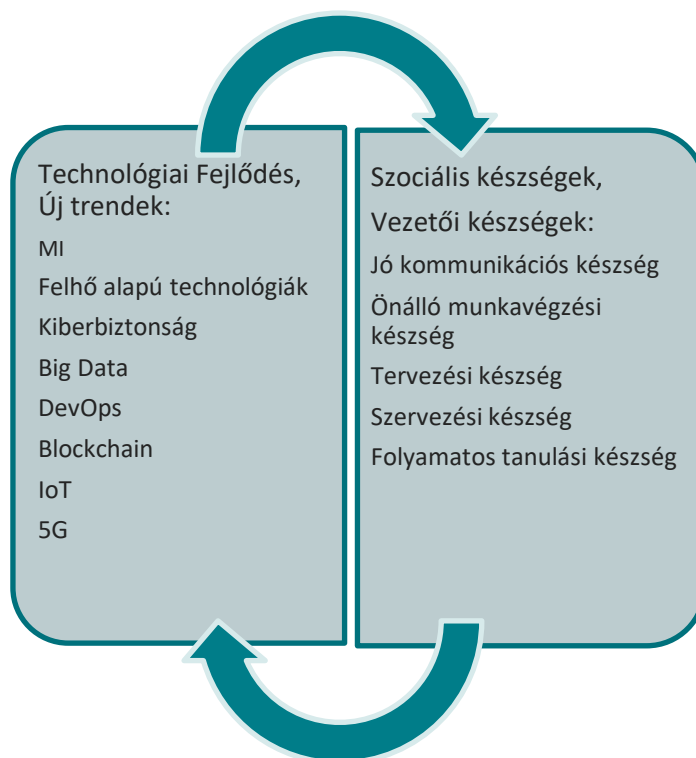 Technológiai Fejlődés,
Új trendek:
MI
Felhő alapú technológiák
Kiberbiztonság
Big Data
DevOps
Blockchain
IoT
5G
Szociális készségek,
Vezetői készségek:
Jó kommunikációs készség
Önálló munkavégzési
készség
Tervezési készség
Szervezési készség
Folyamatos tanulási készség